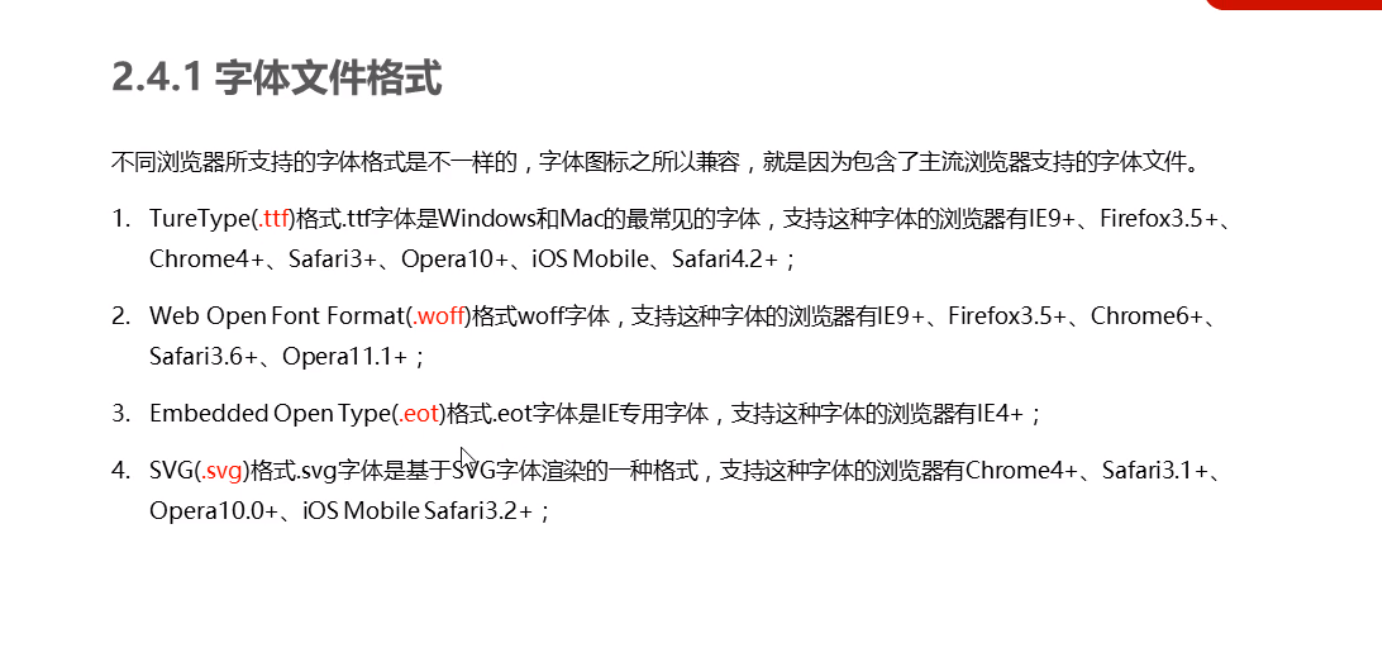 2.4.1 字体文件格式
不同浏览器所支持的字体格式是不一样的，字体图标之所以兼容，就是因为包含了主流浏览器支持的字体文件。
1. TureType(.ttf)格式.ttf字体是Windows和Mac的最常见的字体，支持这种字体的浏览器有IE9+、Firefox3.5+、
Chrome4+、Safari3+、Opera10+、iOS Mobile、Safari4.2+；
2. Web Open Font Format(.woff)格式woff字体，支持这种字体的浏览器有IE9+、Firefox3.5+、Chrome6+、
Safari3.6+、Opera11.1+；
3. Embedded Open Type(.eot)格式.eot字体是IE专用字体，支持这种字体的浏览器有IE4+；
4. SVG(.svg)格式.svg字体是基于SVG字体渲染的一种格式，支持这种字体的浏览器有Chrome4+、Safari3.1+、
Opera10.0+、iOS Mobile Safari3.2+；